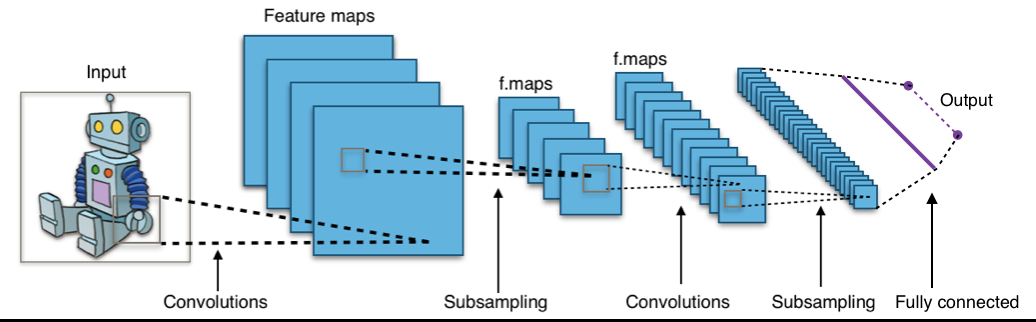 Feature maps
f.maps
Input
f.maps
Output
Convolutions
Subsampling
Convolutions
Subsampling
Fully connected